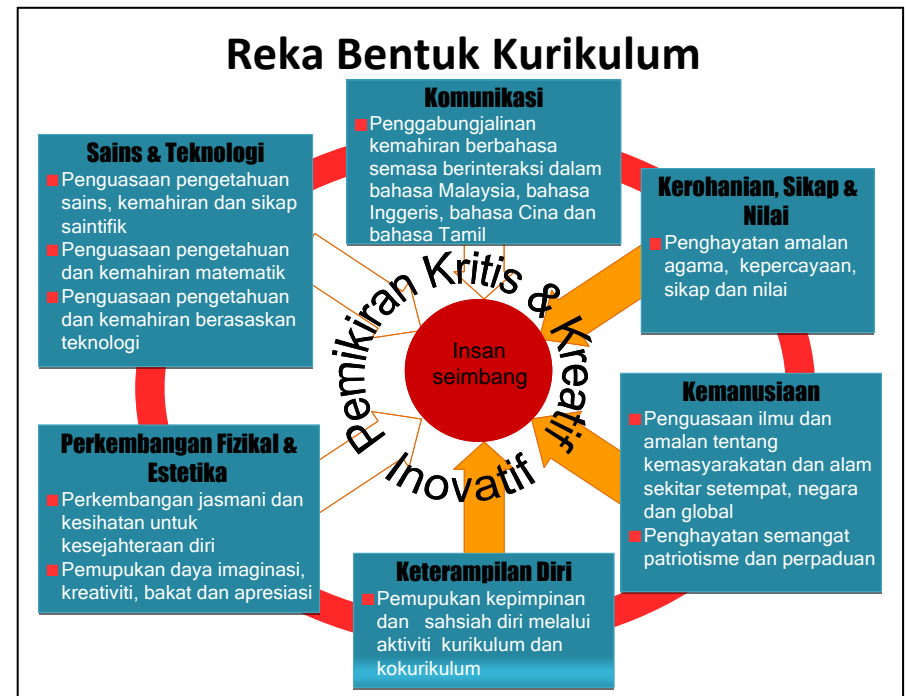 Reka Bentuk Kurikulum
Komunikasi
Penggabungjalinan
kemahiran berbahasa
semasa berinteraksi dalam
bahasa Malaysia, bahasa
Inggeris, bahasa Cina dan
bahasa Tamil
Sains & Teknologi
Penguasaan pengetahuan
sains, kemahiran dan sikap
saintifik
Penguasaan pengetahuan
dan kemahiran matematik
Penguasaan pengetahuan
dan kemahiran berasaskan
teknologi
Kerohanian, Sikap &
Nilai
Penghayatan amalan
agama, kepercayaan,
sikap dan nilai
Pemikiran Kritis & Kreatif
Inovatif
Insan
seimbang
Kemanusiaan
Penguasaan ilmu dan
amalan tentang
kemasyarakatan dan alam
sekitar setempat, negara
dan global
Penghayatan semangat
patriotisme dan perpaduan
Perkembangan Fizikal &
Estetika
Perkembangan jasmani dan
kesihatan untuk
kesejahteraan diri
Pemupukan daya imaginasi,
kreativiti, bakat dan apresiasi
Keterampilan Diri
Pemupukan kepimpinan
dan sahsiah diri melalui
aktiviti kurikulum dan
kokurikulum